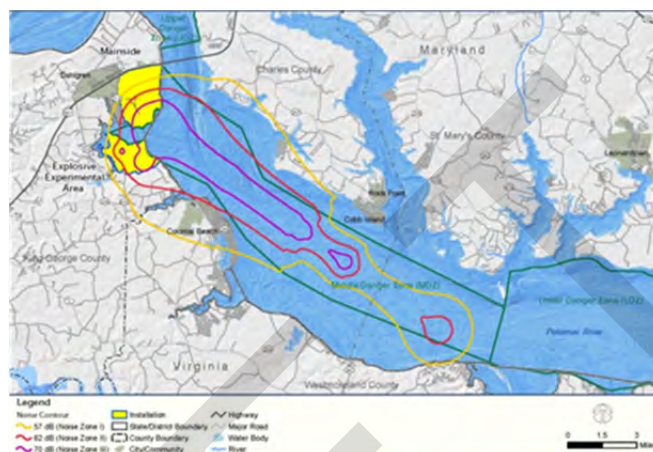 Upper
Danger
Mainside
Dahlgren
Maryland
Charles County
St. Mary's County
Leonardtown
Explosive
Experimental
Area
Rock Point
Cobb Island
Colonial Beach
King George County
Middle Danger Zone (MDZ)
Lower Danger Zone (LDZ)
Potomac River
Virginia
Westmoreland County
Legend
Noise Contour
57 dB (Noise Zone I)
62 dB (Noise Zone II)
70 dB (Noise Zone III)
Installation
State/District Boundary
County Boundary
City/Community
Highway
Major Road
Water Body
River
0 1.5 3
Miles